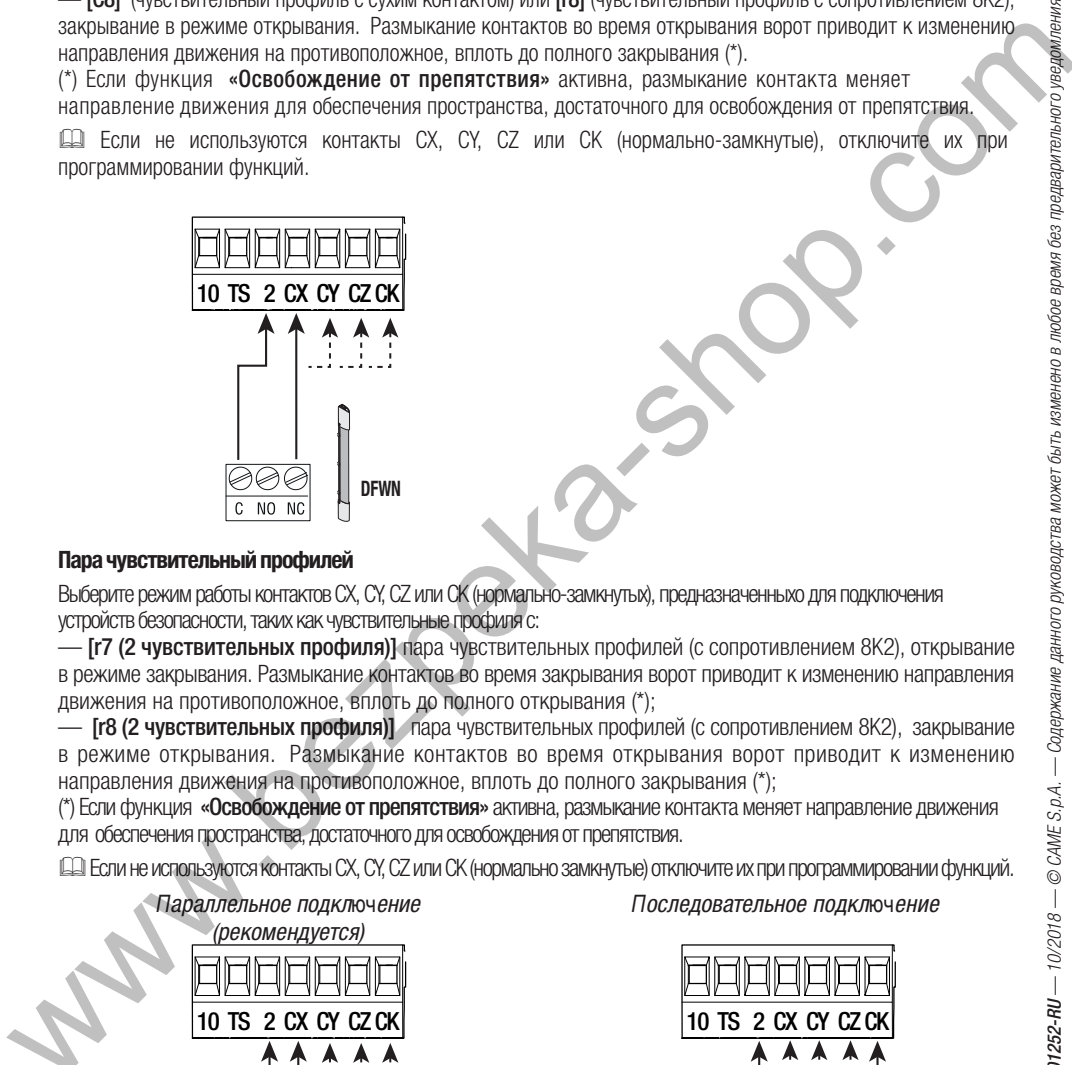 — [C8] (чувствительный профиль с сухим контактом) или [r8] (чувствительный профиль с сопротивлением 8K2),
закрывание в режиме открывания. Размыкание контактов во время открывания ворот приводит к изменению
направления движения на противоположное, вплоть до полного закрывания (*).
(*) Если функция «Освобождение от препятствия» активна, размыкание контакта меняет
направление движения для обеспечения пространства, достаточного для освобождения от препятствия.
Если не используются контакты CX, CY, CZ или CK (нормально-замкнутые), отключите их при
программировании функций.
10 TS 2 CX CY CZ CK
C NO NC
DFWN
Пара чувствительный профилей
Выберите режим работы контактов CX, CY, CZ или CK (нормально-замкнутых), предназначенныхо для подключения
устройств безопасности, таких как чувствительные профиля с:
— [r7 (2 чувствительных профиля)] пара чувствительных профилей (с сопротивлением 8K2), открывание
в режиме закрывания. Размыкание контактов во время закрывания ворот приводит к изменению направления
движения на противоположное, вплоть до полного открывания (*);
— [r8 (2 чувствительных профиля)] пара чувствительных профилей (с сопротивлением 8K2), закрывание
в режиме открывания. Размыкание контактов во время открывания ворот приводит к изменению
направления движения на противоположное, вплоть до полного закрывания (*);
(*) Если функция «Освобождение от препятствия» активна, размыкание контакта меняет направление движения
для обеспечения пространства, достаточного для освобождения от препятствия.
Если не используются контакты CX, CY, CZ или CK (нормально замкнутые) отключите их при программировании функций.
Параллельное подключение
(рекомендуется)
10 TS 2 CX CY CZ CK
Последовательное подключение
10 TS 2 CX CY CZ CK
01252-RU — 10/2018 — © CAME S.p.A. — Содержание данного руководства может быть изменено в любое время без предварительного уведомления
www.bezpeka-shop.com